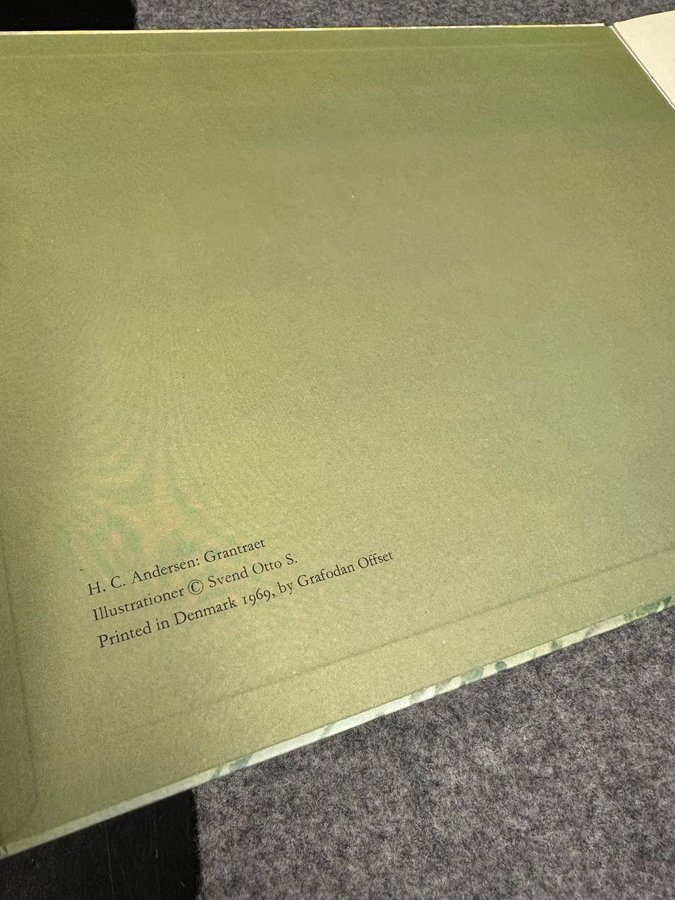 H. C. Andersen: Grantraet
Illustrationer © Svend Otto S.
Printed in Denmark 1969, by Grafodan Offset